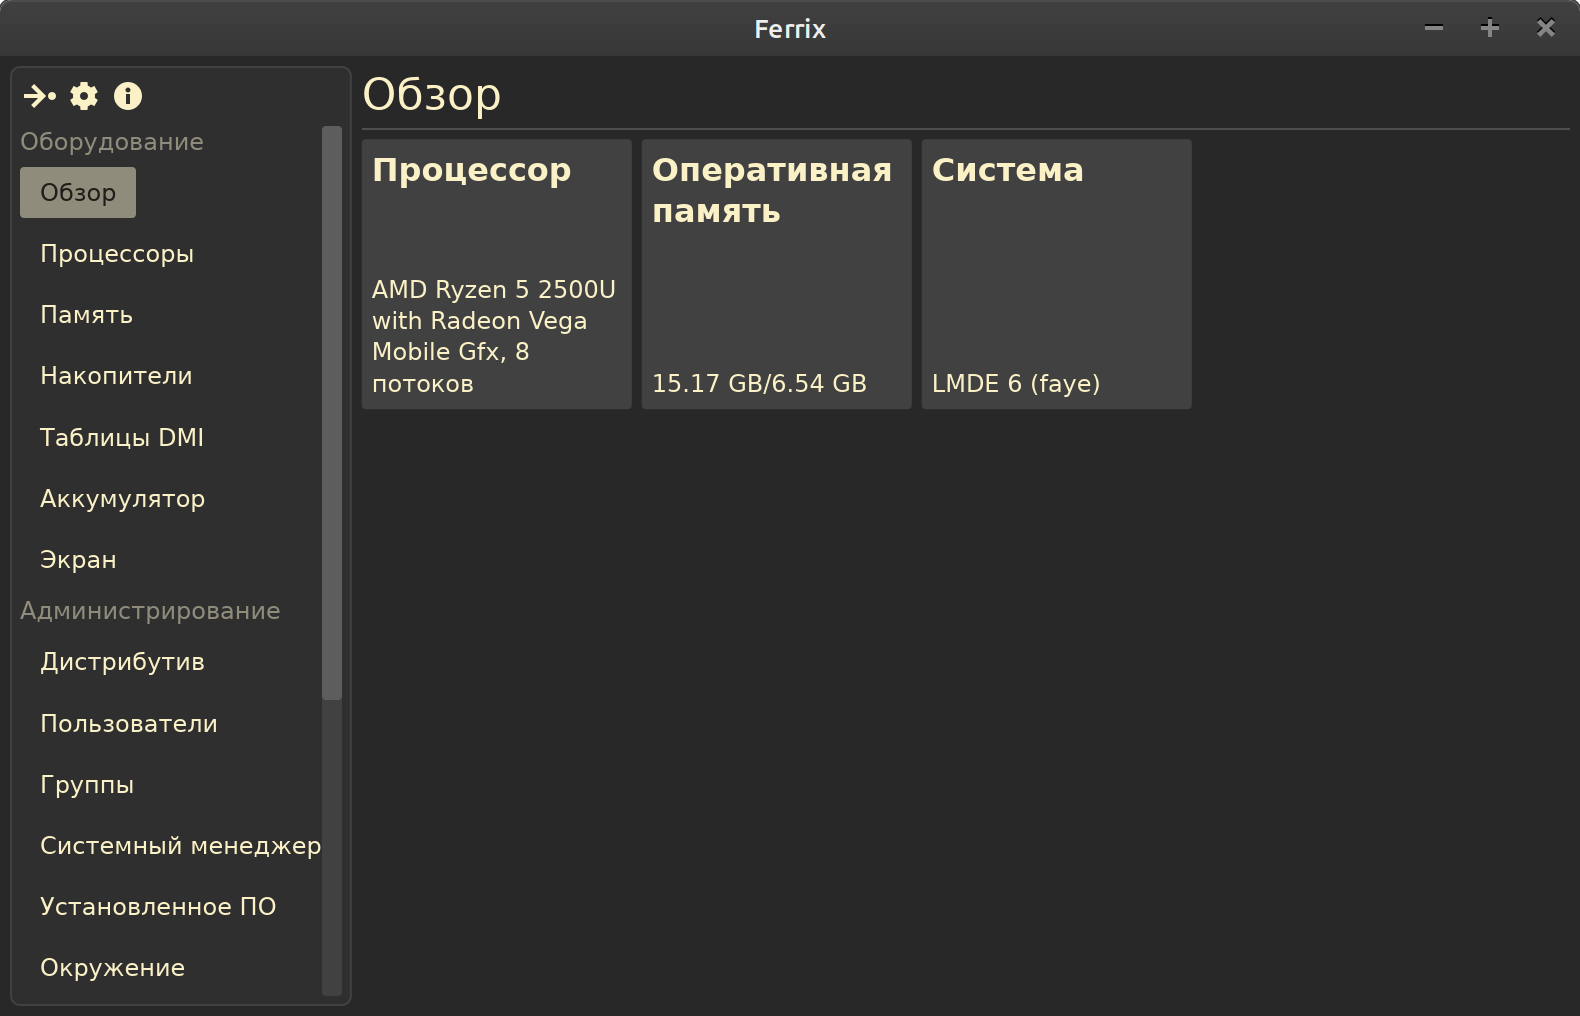 Ferrix
Оборудование
Обзор
Процессоры
Память
Накопители
Таблицы DMI
Аккумулятор
Экран
Администрирование
Дистрибутив
Пользователи
Группы
Системный менеджер
Установленное ПО
Окружение
Обзор
Процессор
AMD Ryzen 5 2500U
with Radeon Vega
Mobile Gfx, 8
потоков
Оперативная
память
15.17 GB/6.54 GB
Система
LMDE 6 (faye)